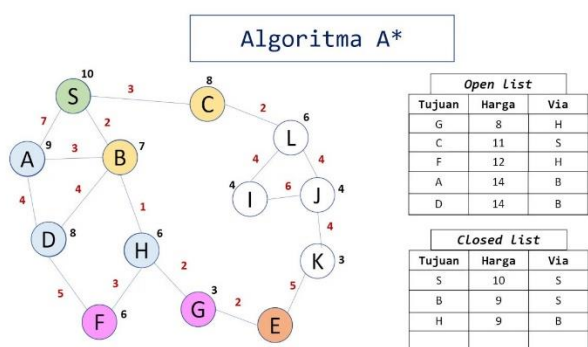 Algoritma A*
10
S
3
8
C
7
2
2
6
L
9
A
3
7
B
4
4
4
I
6
J
4
4
4
1
D
8
6
H
4
K
3
5
3
2
3
G
2
5
F
6
E
Open list
Tujuan Harga Via
G 8 H
C 11 S
F 12 H
A 14 B
D 14 B
Closed list
Tujuan Harga Via
S 10 S
B 9 S
H 9 B